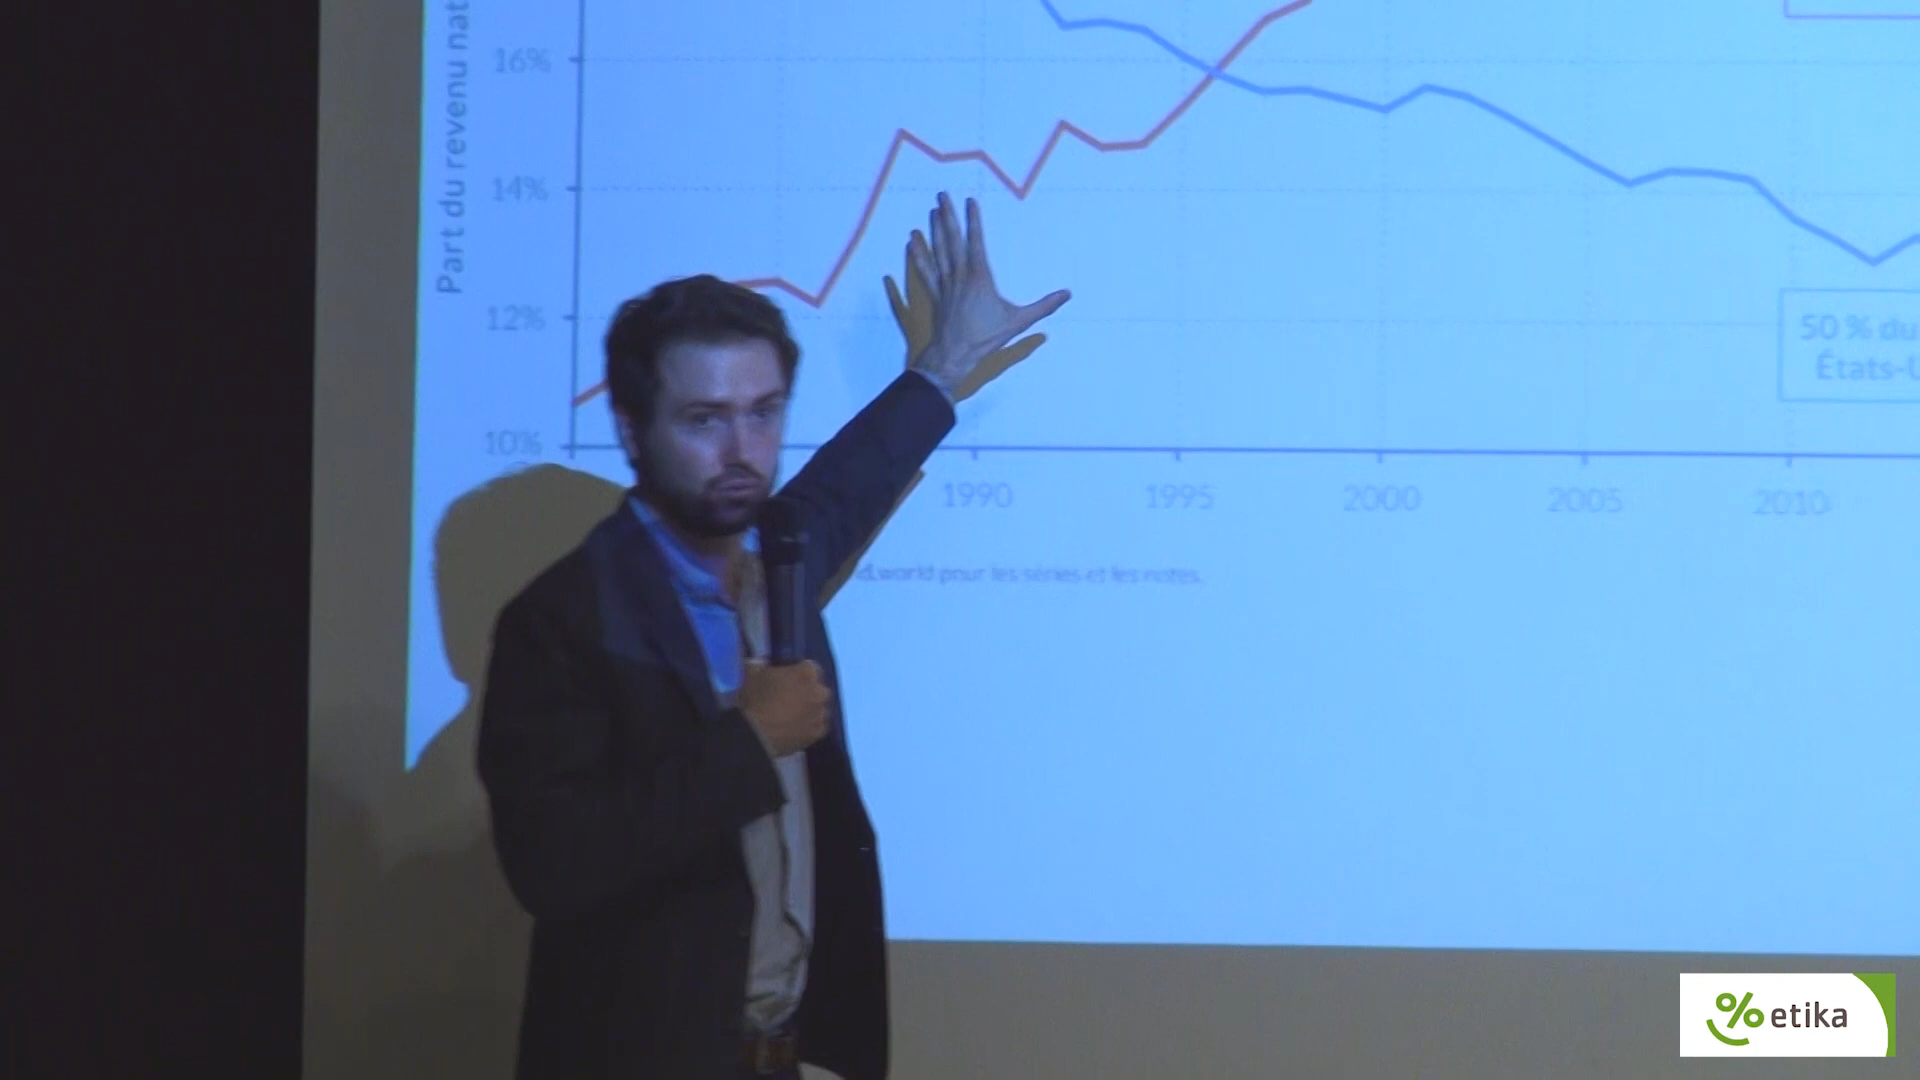 Part du revenu nat
16%
14%
12%
10%
50 % du
États-U
1990
1995
2000
2005
2010
d.world pour les séries et les notes.
% etika